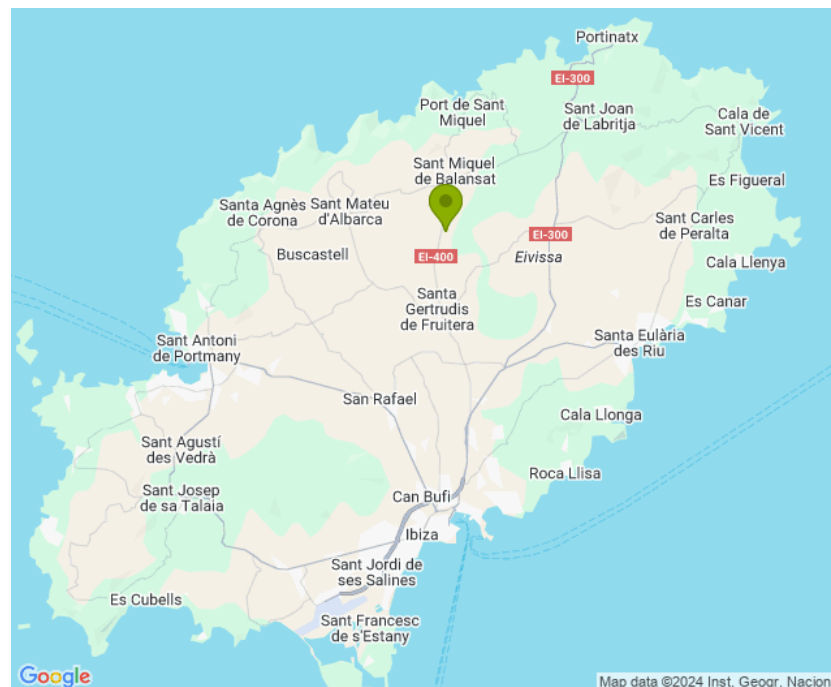 Portinatx
EI-300
Port de Sant
Miquel
Sant Joan
de Labritja
Cala de
Sant Vicent
Sant Miquel
de Balansat
Es Figueral
Santa Agnès
de Corona
Sant Mateu
d'Albarca
Sant Carles
de Peralta
EI-300
Buscastell
EI-400
Eivissa
Cala Llenya
Santa
Gertrudis
de Fruitera
Es Canar
Sant Antoni
de Portmany
Santa Eulària
des Riu
San Rafael
Cala Llonga
Sant Agustí
des Vedrà
Roca Llisa
Sant Josep
de sa Talaia
Can Bufi
Ibiza
Sant Jordi de
ses Salines
Es Cubells
Sant Francesc
de s'Estany
Google
Map data ©2024 Inst. Geogr. Nacion